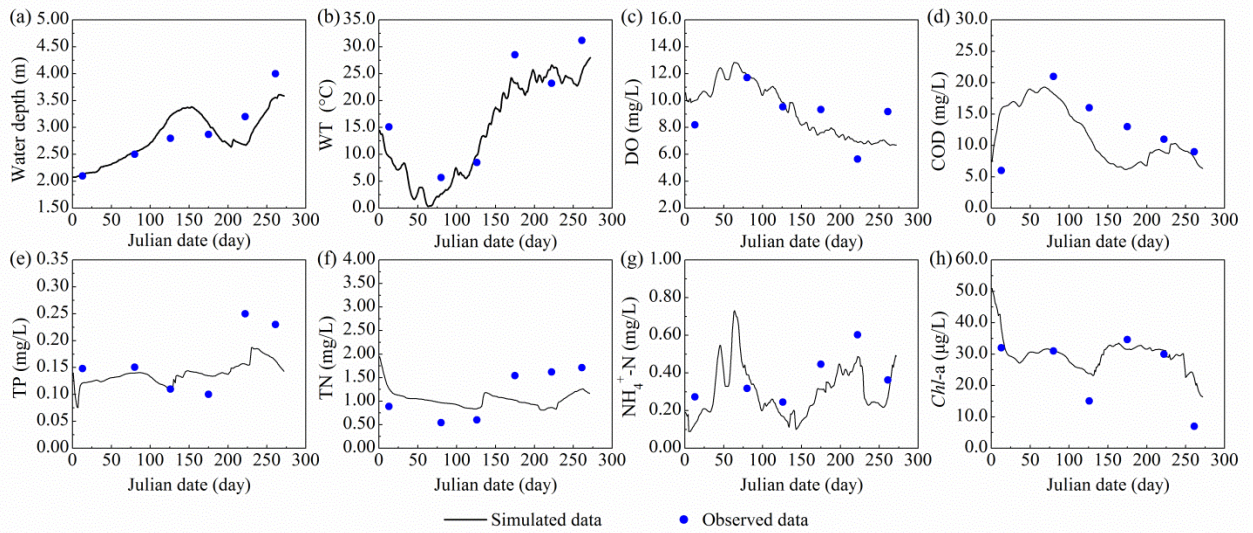 (a) 5.00 4.50 4.00 3.50 3.00 2.50 2.00 1.50
Water depth (m)
0 50 100 150 200 250 300
Julian date (day)
(b) 35.0 30.0 25.0 20.0 15.0 10.0 5.0 0.0
WT (°C)
0 50 100 150 200 250 300
Julian date (day)
(c) 16.0 14.0 12.0 10.0 8.0 6.0 4.0 2.0
DO (mg/L)
0 50 100 150 200 250 300
Julian date (day)
(d) 30.0 25.0 20.0 15.0 10.0 5.0 0.0
COD (mg/L)
0 50 100 150 200 250 300
Julian date (day)
(e) 0.35 0.30 0.25 0.20 0.15 0.10 0.05 0.00
TP (mg/L)
0 50 100 150 200 250 300
Julian date (day)
(f) 4.00 3.50 3.00 2.50 2.00 1.50 1.00 0.50 0.00
TN (mg/L)
0 50 100 150 200 250 300
Julian date (day)
(g) 1.00 0.80 0.60 0.40 0.20 0.00
NH₄⁺-N (mg/L)
0 50 100 150 200 250 300
Julian date (day)
(h) 60.0 50.0 40.0 30.0 20.0 10.0 0.0
Chl-a (µg/L)
0 50 100 150 200 250 300
Julian date (day)
Simulated data Observed data